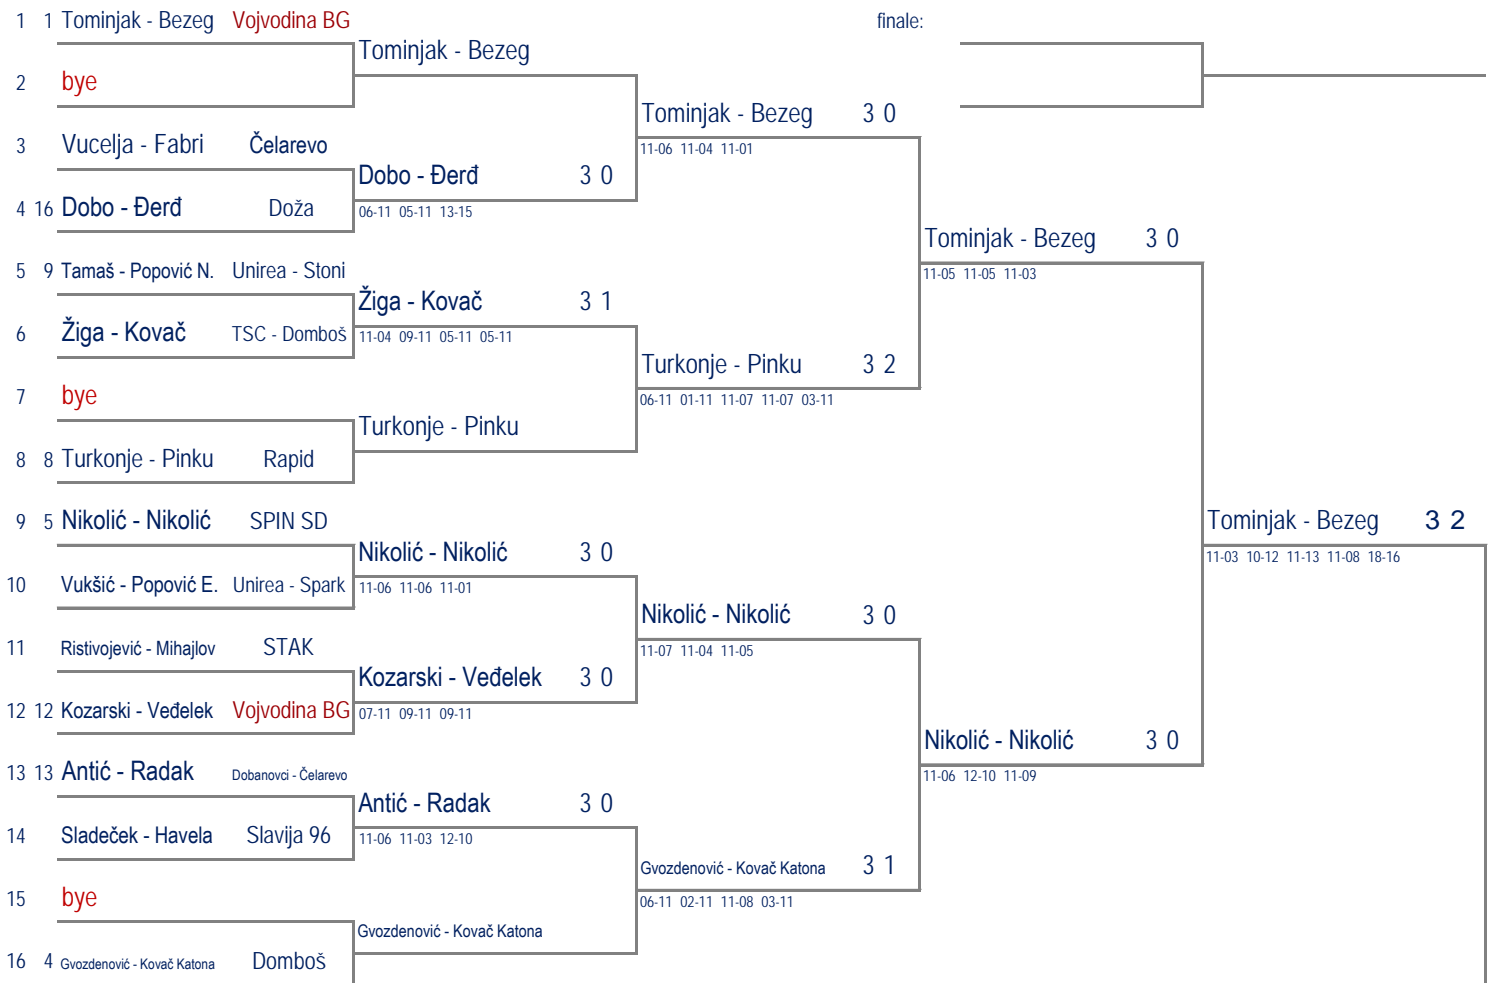 1 1 Tominjak - Bezeg Vojvodina BG
finale:
Tominjak - Bezeg
2 bye
Tominjak - Bezeg 3 0
11-06 11-04 11-01
3 Vucelja - Fabri Čelarevo
Dobo - Đerđ 3 0
06-11 05-11 13-15
4 16 Dobo - Đerđ Doža
Tominjak - Bezeg 3 0
11-05 11-05 11-03
5 9 Tamaš - Popović N. Unirea - Stoni
Žiga - Kovač 3 1
11-04 09-11 05-11 05-11
6 Žiga - Kovač TSC - Domboš
Turkonje - Pinku 3 2
06-11 01-11 11-07 11-07 03-11
7 bye
Turkonje - Pinku
8 8 Turkonje - Pinku Rapid
9 5 Nikolić - Nikolić SPIN SD
Tominjak - Bezeg 3 2
11-03 10-12 11-13 11-08 18-16
Nikolić - Nikolić 3 0
11-06 11-06 11-01
10 Vukšić - Popović E. Unirea - Spark
Nikolić - Nikolić 3 0
11-07 11-04 11-05
11 Ristivojević - Mihajlov STAK
Kozarski - Veđelek 3 0
07-11 09-11 09-11
12 12 Kozarski - Veđelek Vojvodina BG
Nikolić - Nikolić 3 0
11-06 12-10 11-09
13 13 Antić - Radak Dobanovci - Čelarevo
Antić - Radak 3 0
11-06 11-03 12-10
14 Sladeček - Havela Slavija 96
Gvozdenović - Kovač Katona 3 1
06-11 02-11 11-08 03-11
15 bye
Gvozdenović - Kovač Katona
16 4 Gvozdenović - Kovač Katona Domboš